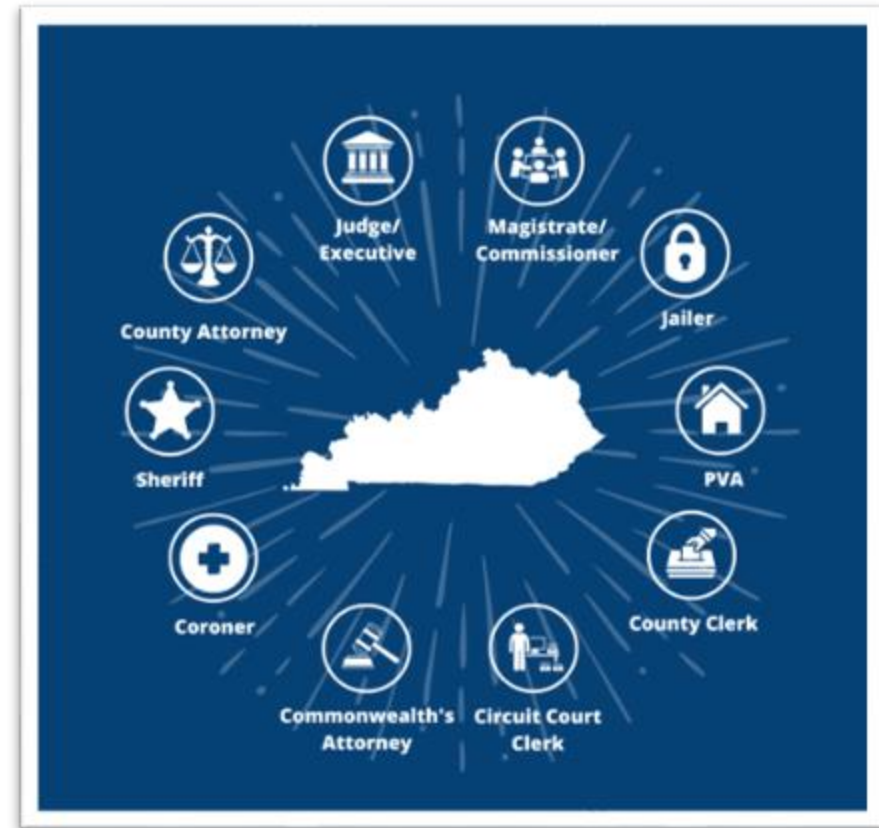 Judge/
Executive
Magistrate/
Commissioner
County Attorney
Jailer
Sheriff
PVA
Coroner
County Clerk
Commonwealth's
Attorney
Circuit Court
Clerk